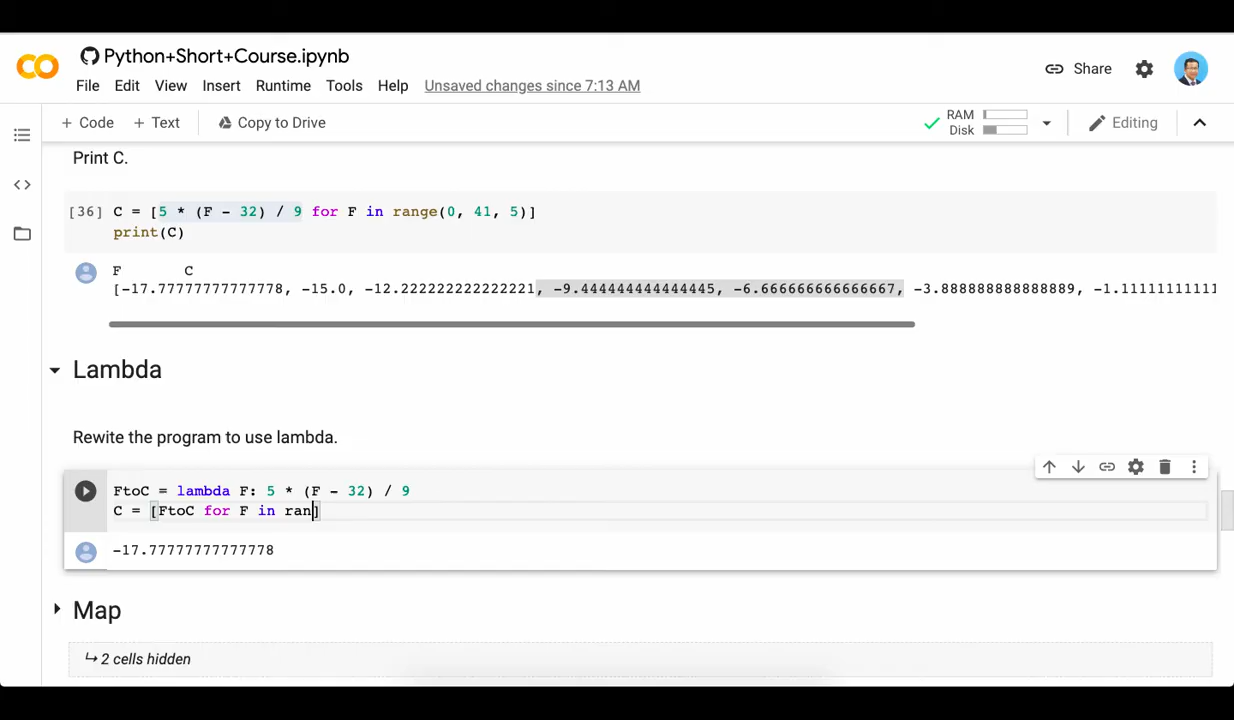 Python+Short+Course.ipynb
Share
File Edit View Insert Runtime Tools Help Unsaved changes since 7:13 AM
+ Code + Text Copy to Drive
RAM
Disk
Editing
Print C.
[36] C = [5 * (F - 32) / 9 for F in range(0, 41, 5)]
print(C)
F C
[-17.77777777777778, -15.0, -12.222222222222221, -9.444444444444445, -6.666666666666667, -3.888888888888889, -1.11111111111
Lambda
Rewite the program to use lambda.
FtoC = lambda F: 5 * (F - 32) / 9
C = [FtoC for F in ran]
-17.77777777777778
Map
2 cells hidden